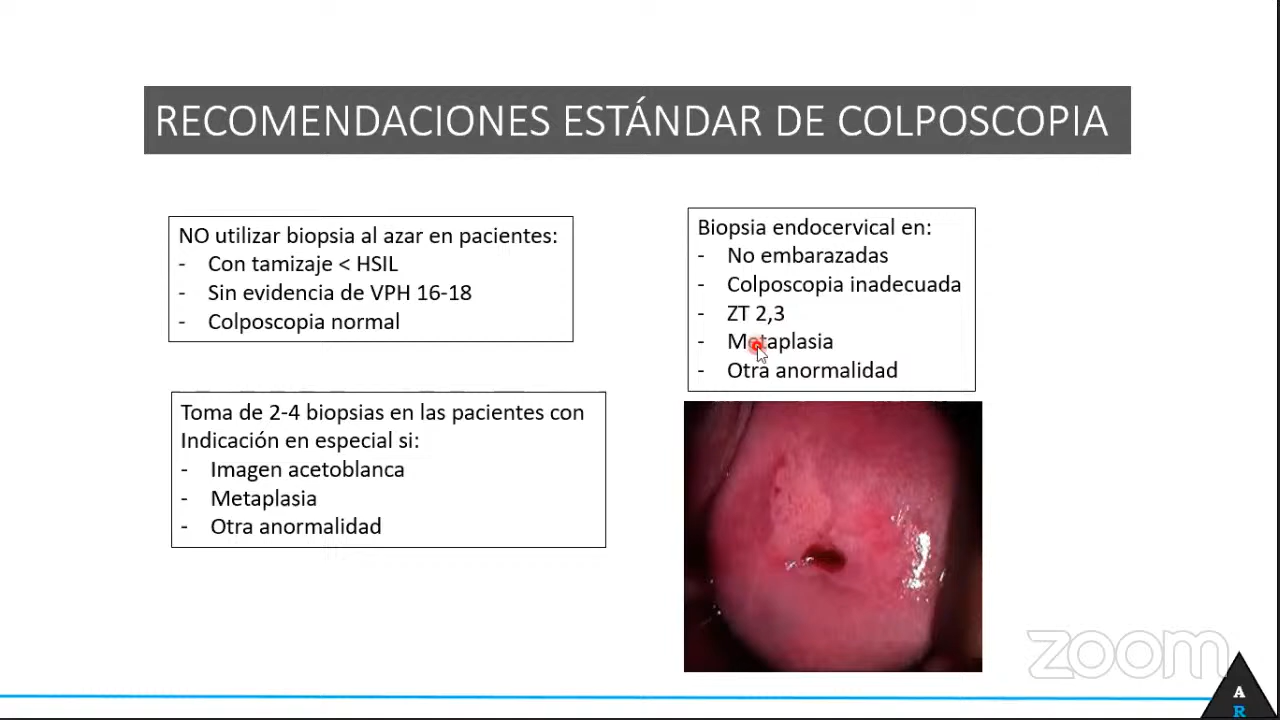 RECOMENDACIONES ESTÁNDAR DE COLPOSCOPIA
NO utilizar biopsia al azar en pacientes:
- Con tamizaje < HSIL
- Sin evidencia de VPH 16-18
- Colposcopia normal
Toma de 2-4 biopsias en las pacientes con
Indicación en especial si:
- Imagen acetoblanca
- Metaplasia
- Otra anormalidad
Biopsia endocervical en:
- No embarazadas
- Colposcopia inadecuada
- ZT 2,3
- Metaplasia
- Otra anormalidad
zoom
A
R